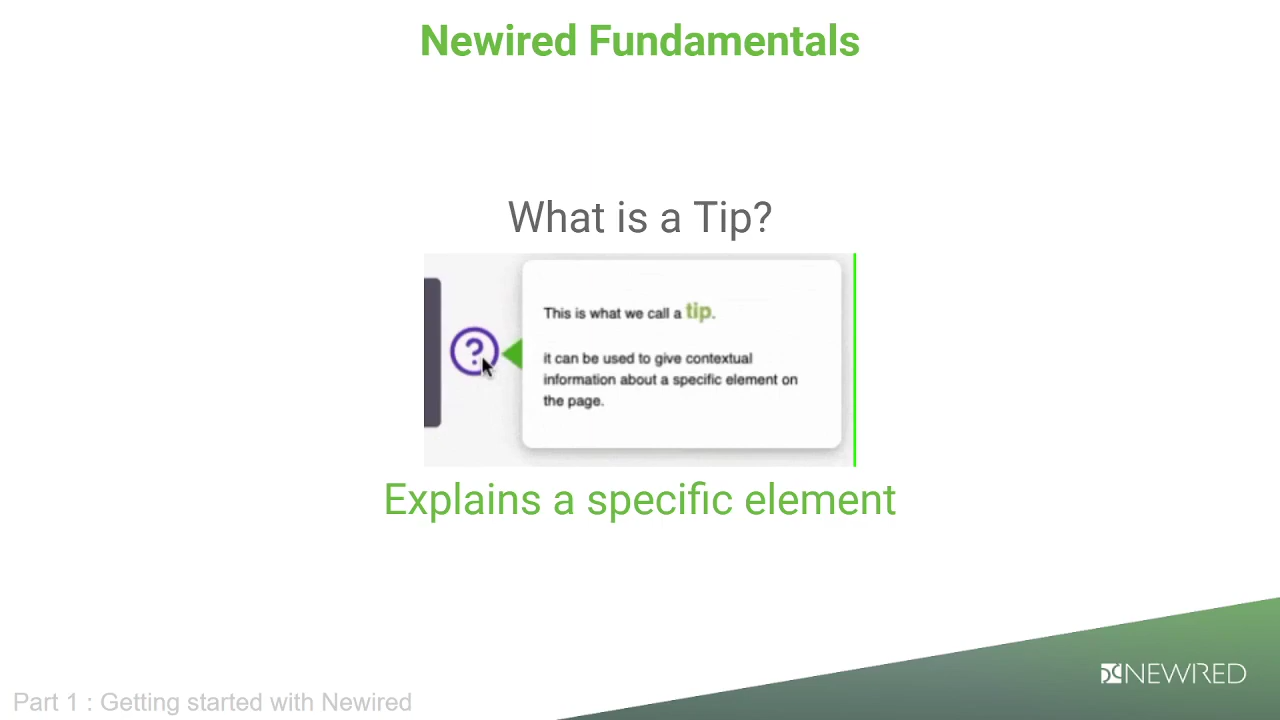 Newired Fundamentals
What is a Tip?
This is what we call a tip.
?
it can be used to give contextual
information about a specific element on
the page.
Explains a specific element
NEWIRED
Part 1 : Getting started with Newired